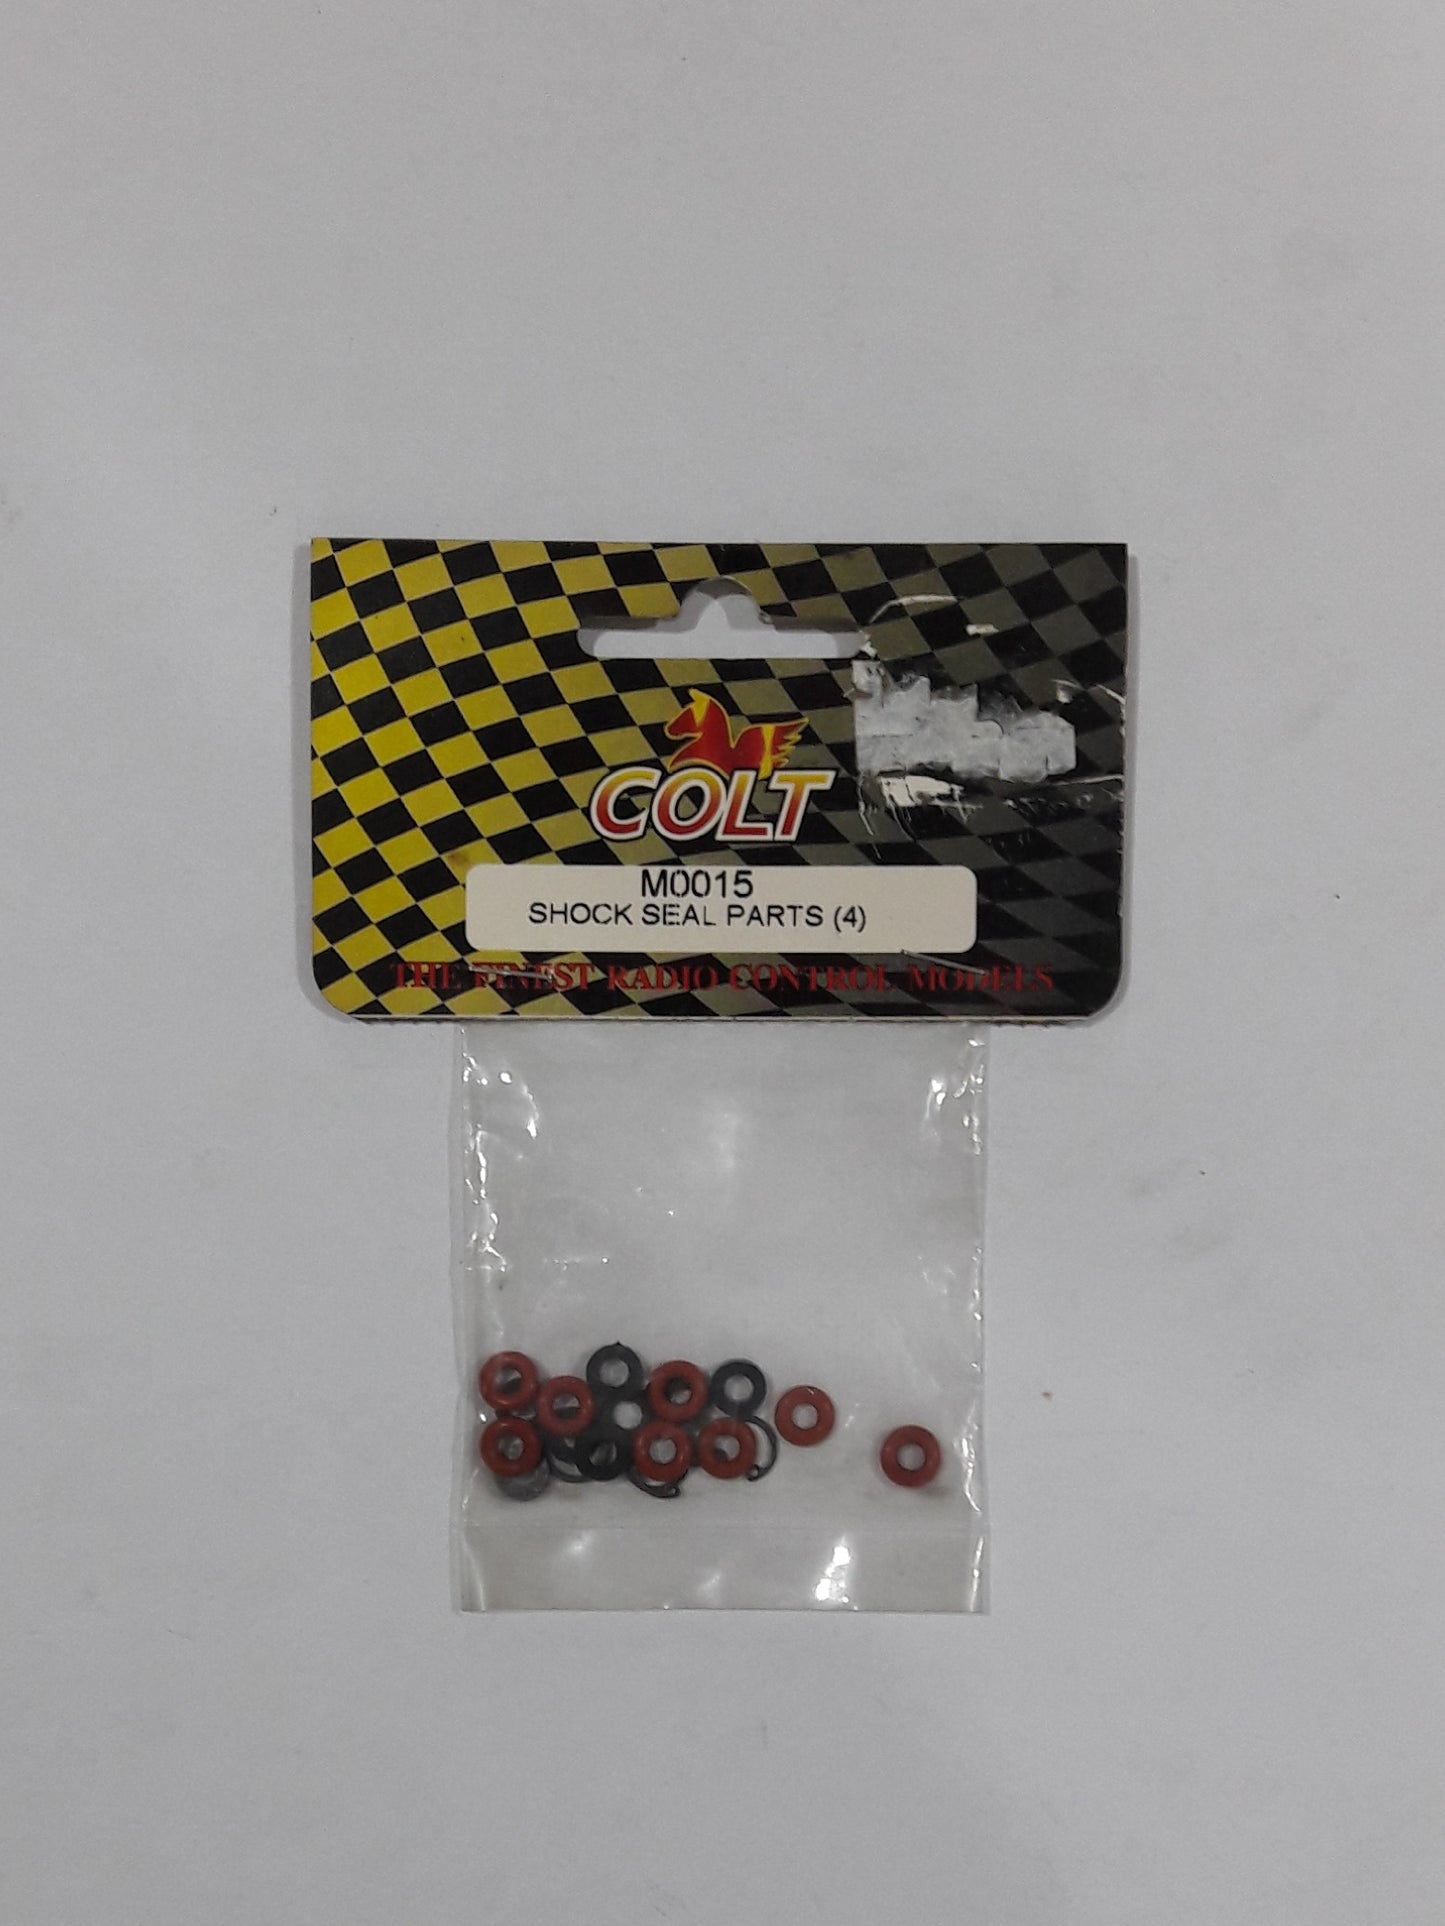 COLT
M0015
SHOCK SEAL PARTS (4)
THE FINEST RADIO CONTROL MODELS